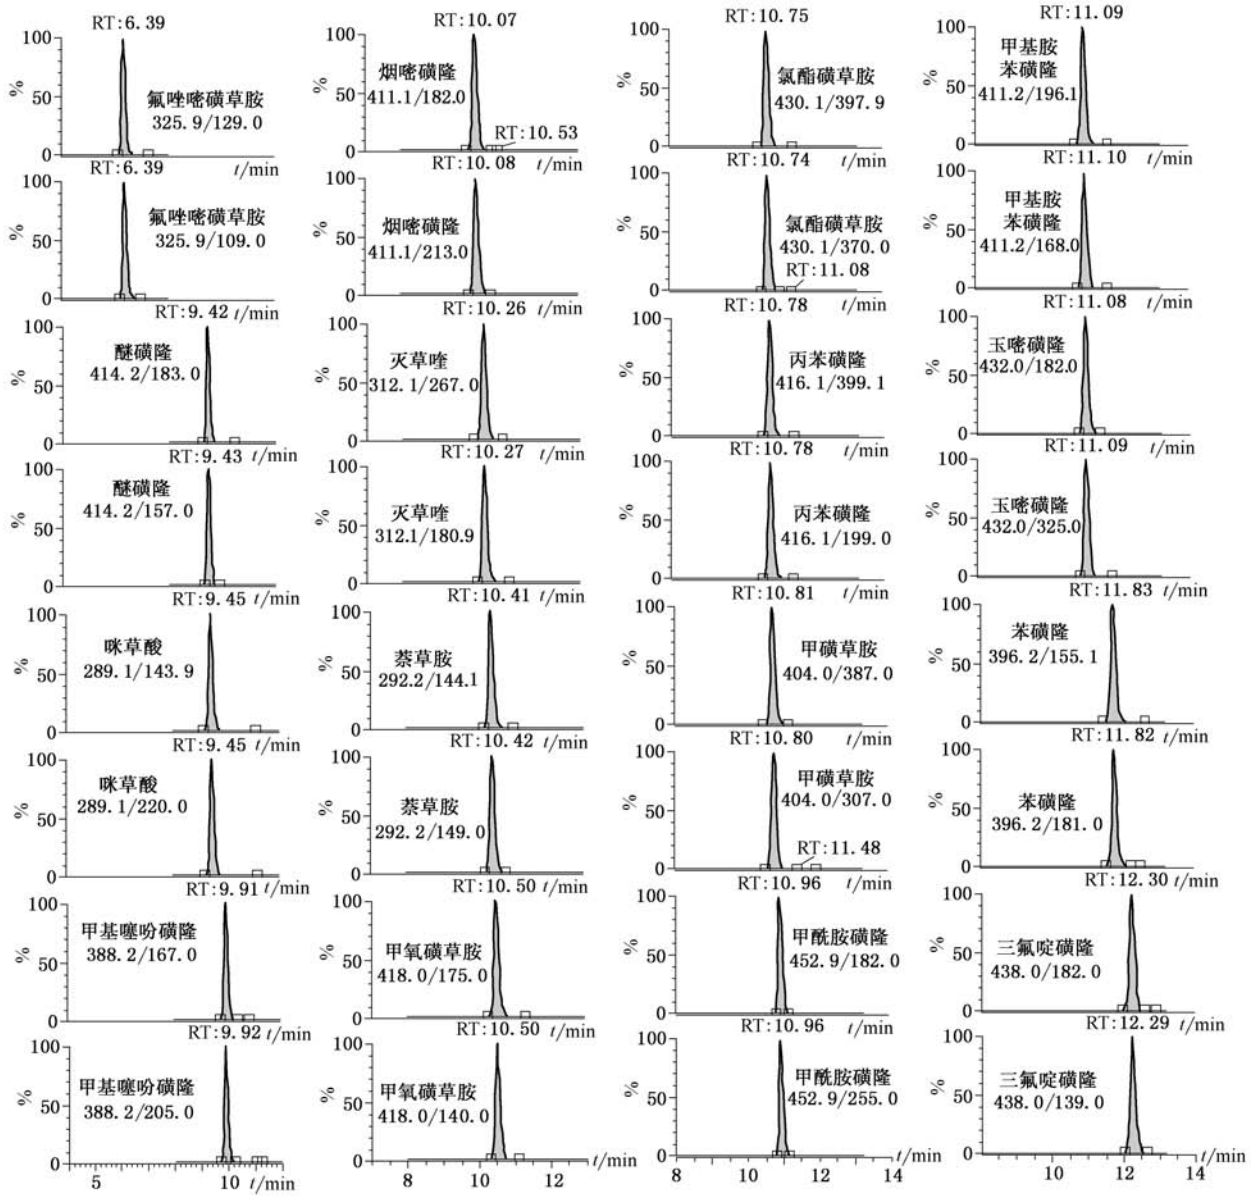 RT:6.39
100
50
0
%
氟唑嘧磺草胺
325.9/129.0
t/min
RT:6.39
100
50
0
%
氟唑嘧磺草胺
325.9/109.0
t/min
RT:9.42
100
50
0
%
醚磺隆
414.2/183.0
t/min
RT:9.43
100
50
0
%
醚磺隆
414.2/157.0
t/min
RT:9.45
100
50
0
%
咪草酸
289.1/143.9
t/min
RT:9.45
100
50
0
%
咪草酸
289.1/220.0
t/min
RT:9.91
100
50
0
%
甲基噻吩磺隆
388.2/167.0
RT:9.92
t/min
100
50
0
%
甲基噻吩磺隆
388.2/205.0
5
10
t/min
RT:10.07
100
50
0
%
烟嘧磺隆
411.1/182.0
RT:10.53
RT:10.08
t/min
100
50
0
%
烟嘧磺隆
411.1/213.0
RT:10.26
t/min
100
50
0
%
灭草喹
312.1/267.0
RT:10.27
t/min
100
50
0
%
灭草喹
312.1/180.9
RT:10.41
t/min
100
50
0
%
萘草胺
292.2/144.1
RT:10.42
t/min
100
50
0
%
萘草胺
292.2/149.0
RT:10.50
t/min
100
50
0
%
甲氧磺草胺
418.0/175.0
RT:10.50
t/min
100
50
0
%
甲氧磺草胺
418.0/140.0
8
10
12
t/min
RT:10.75
100
50
0
%
氯酯磺草胺
430.1/397.9
RT:10.74
t/min
100
50
0
%
氯酯磺草胺
430.1/370.0
RT:11.08
RT:10.78
t/min
100
50
0
%
丙苯磺隆
416.1/399.1
RT:10.78
t/min
100
50
0
%
丙苯磺隆
416.1/199.0
RT:10.81
t/min
100
50
0
%
甲磺草胺
404.0/387.0
RT:10.80
t/min
100
50
0
%
甲磺草胺
404.0/307.0
RT:11.48
RT:10.96
t/min
100
50
0
%
甲酰胺磺隆
452.9/182.0
RT:10.96
t/min
100
50
0
%
甲酰胺磺隆
452.9/255.0
8
10
12
14
t/min
RT:11.09
100
50
0
%
甲基胺
苯磺隆
411.2/196.1
RT:11.10
t/min
100
50
0
%
甲基胺
苯磺隆
411.2/168.0
RT:11.08
t/min
100
50
0
%
玉嘧磺隆
432.0/182.0
RT:11.09
t/min
100
50
0
%
玉嘧磺隆
432.0/325.0
RT:11.83
t/min
100
50
0
%
苯磺隆
396.2/155.1
RT:11.82
t/min
100
50
0
%
苯磺隆
396.2/181.0
RT:12.30
t/min
100
50
0
%
三氟啶磺隆
438.0/182.0
RT:12.29
t/min
100
50
0
%
三氟啶磺隆
438.0/139.0
10
12
14
t/min